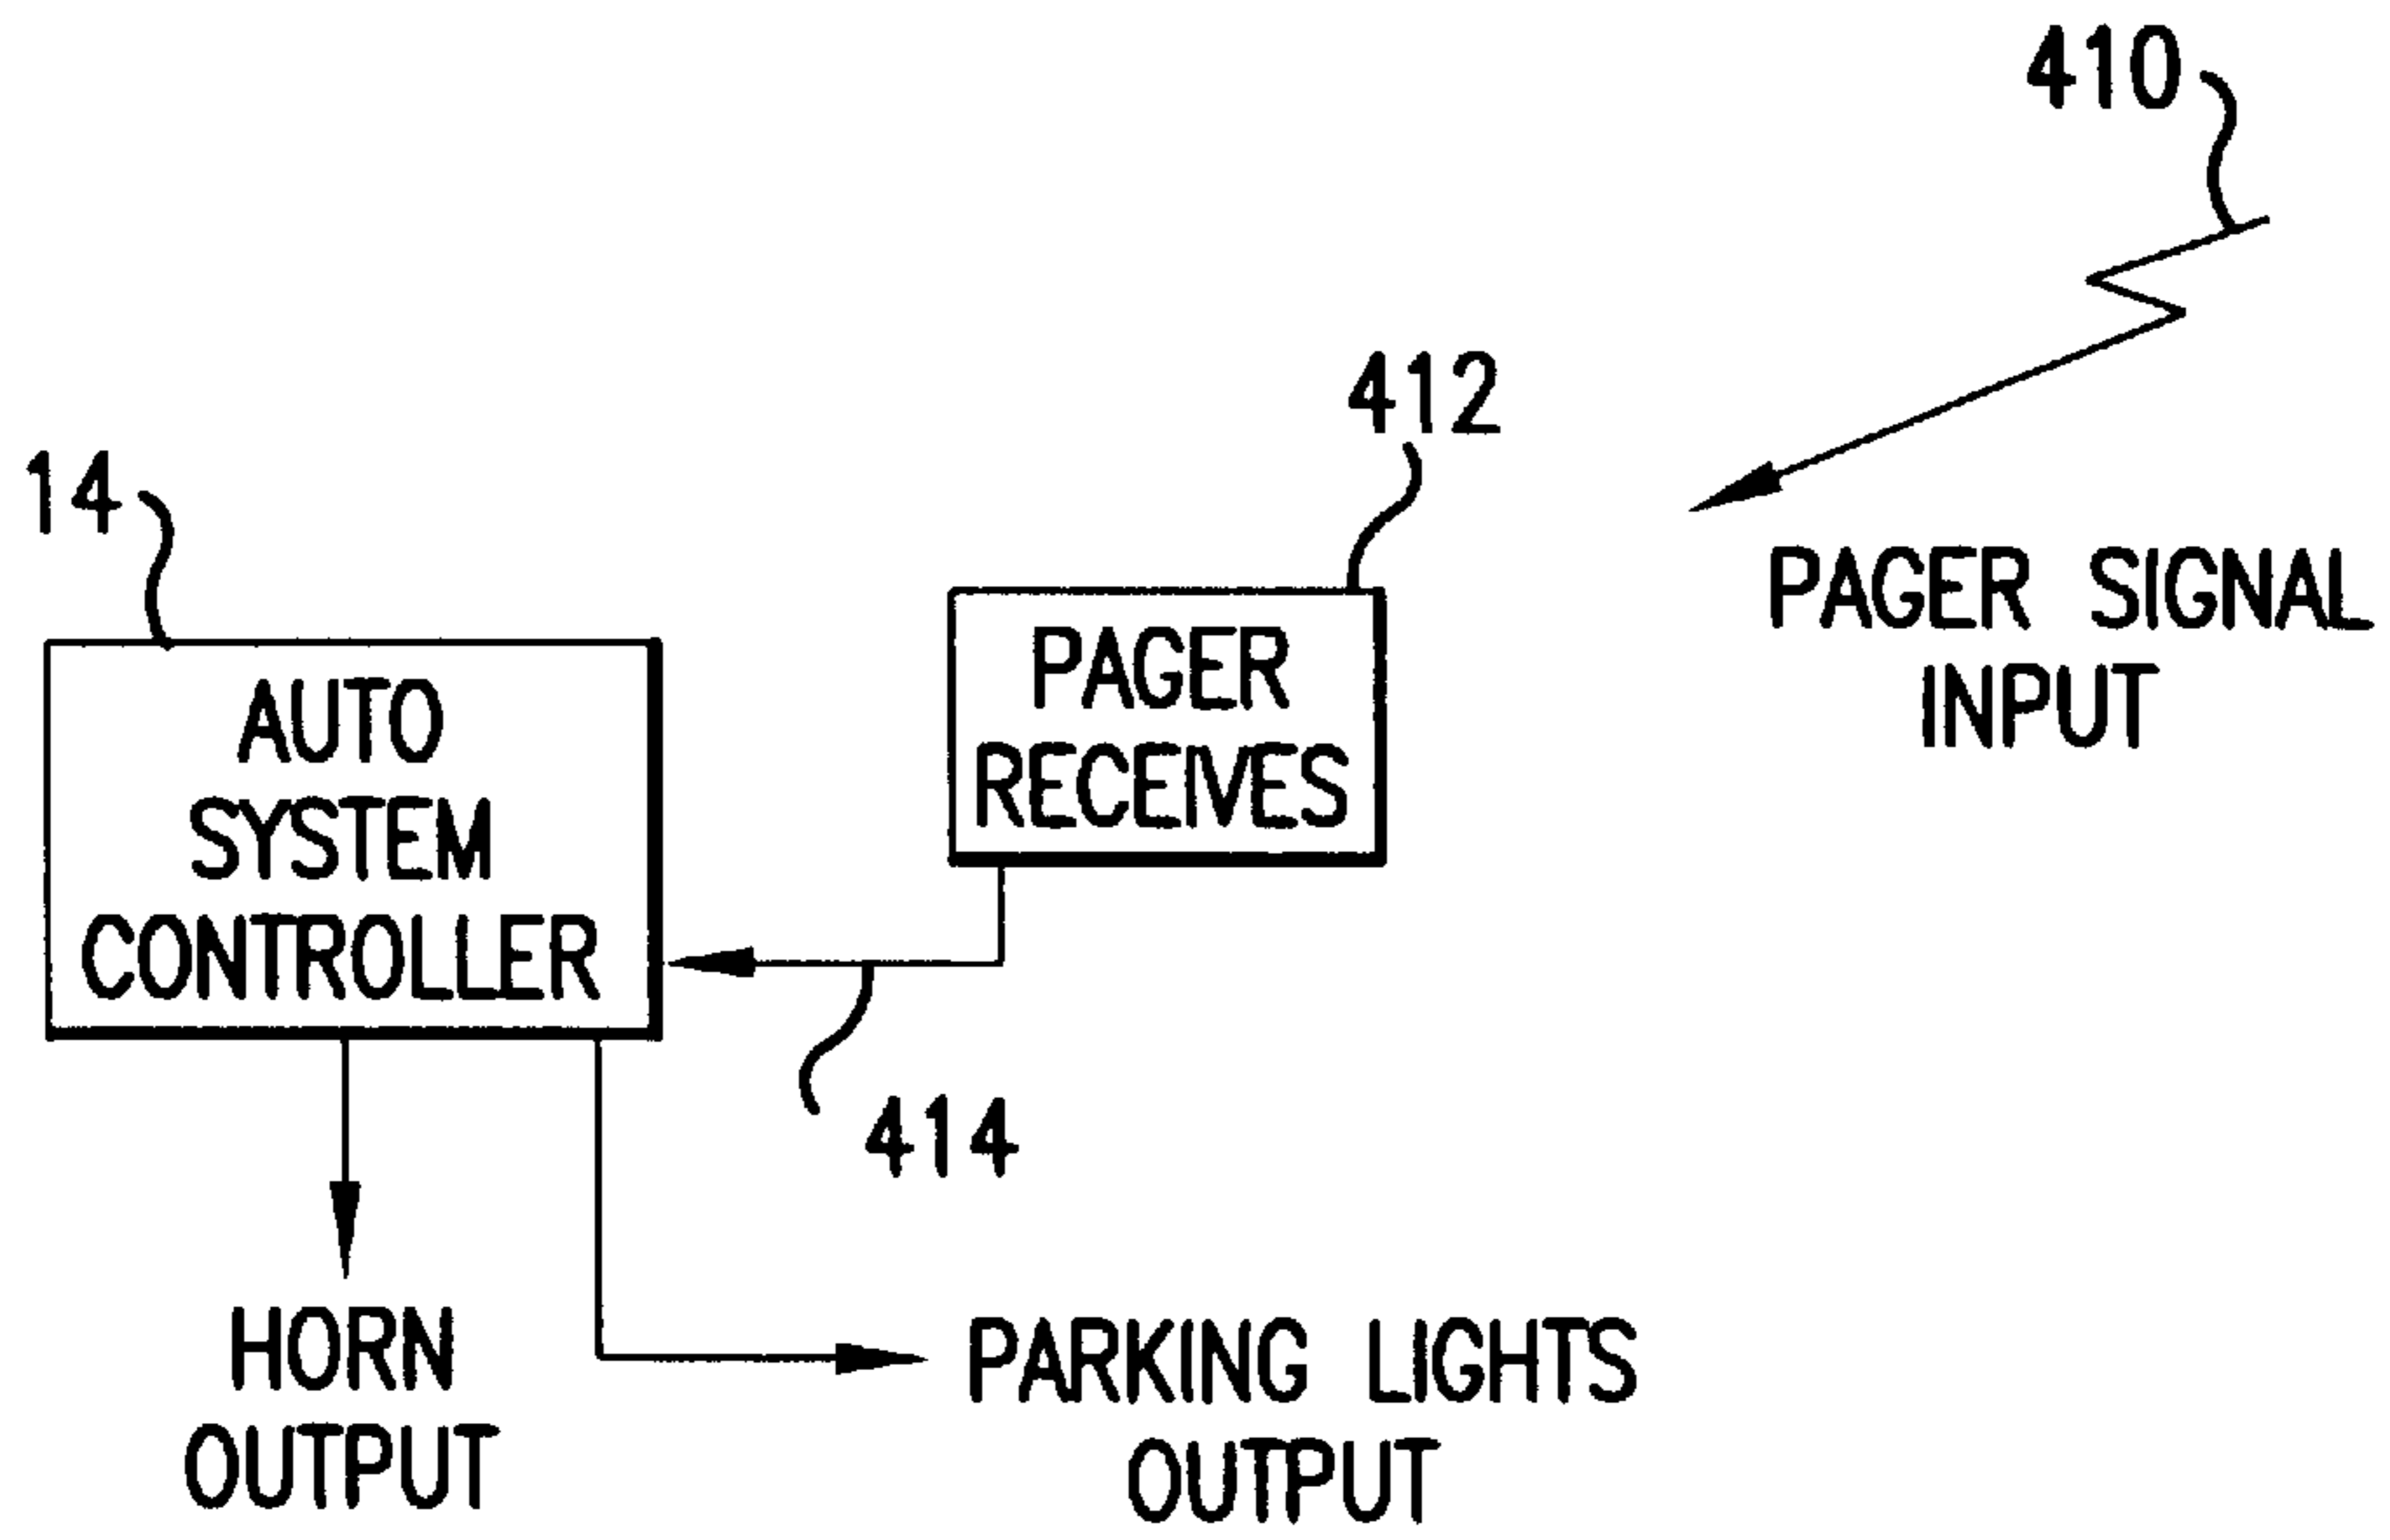 410
412
14
PAGER SIGNAL
INPUT
PAGER
RECEIVES
AUTO
SYSTEM
CONTROLLER
414
HORN
OUTPUT
PARKING LIGHTS
OUTPUT